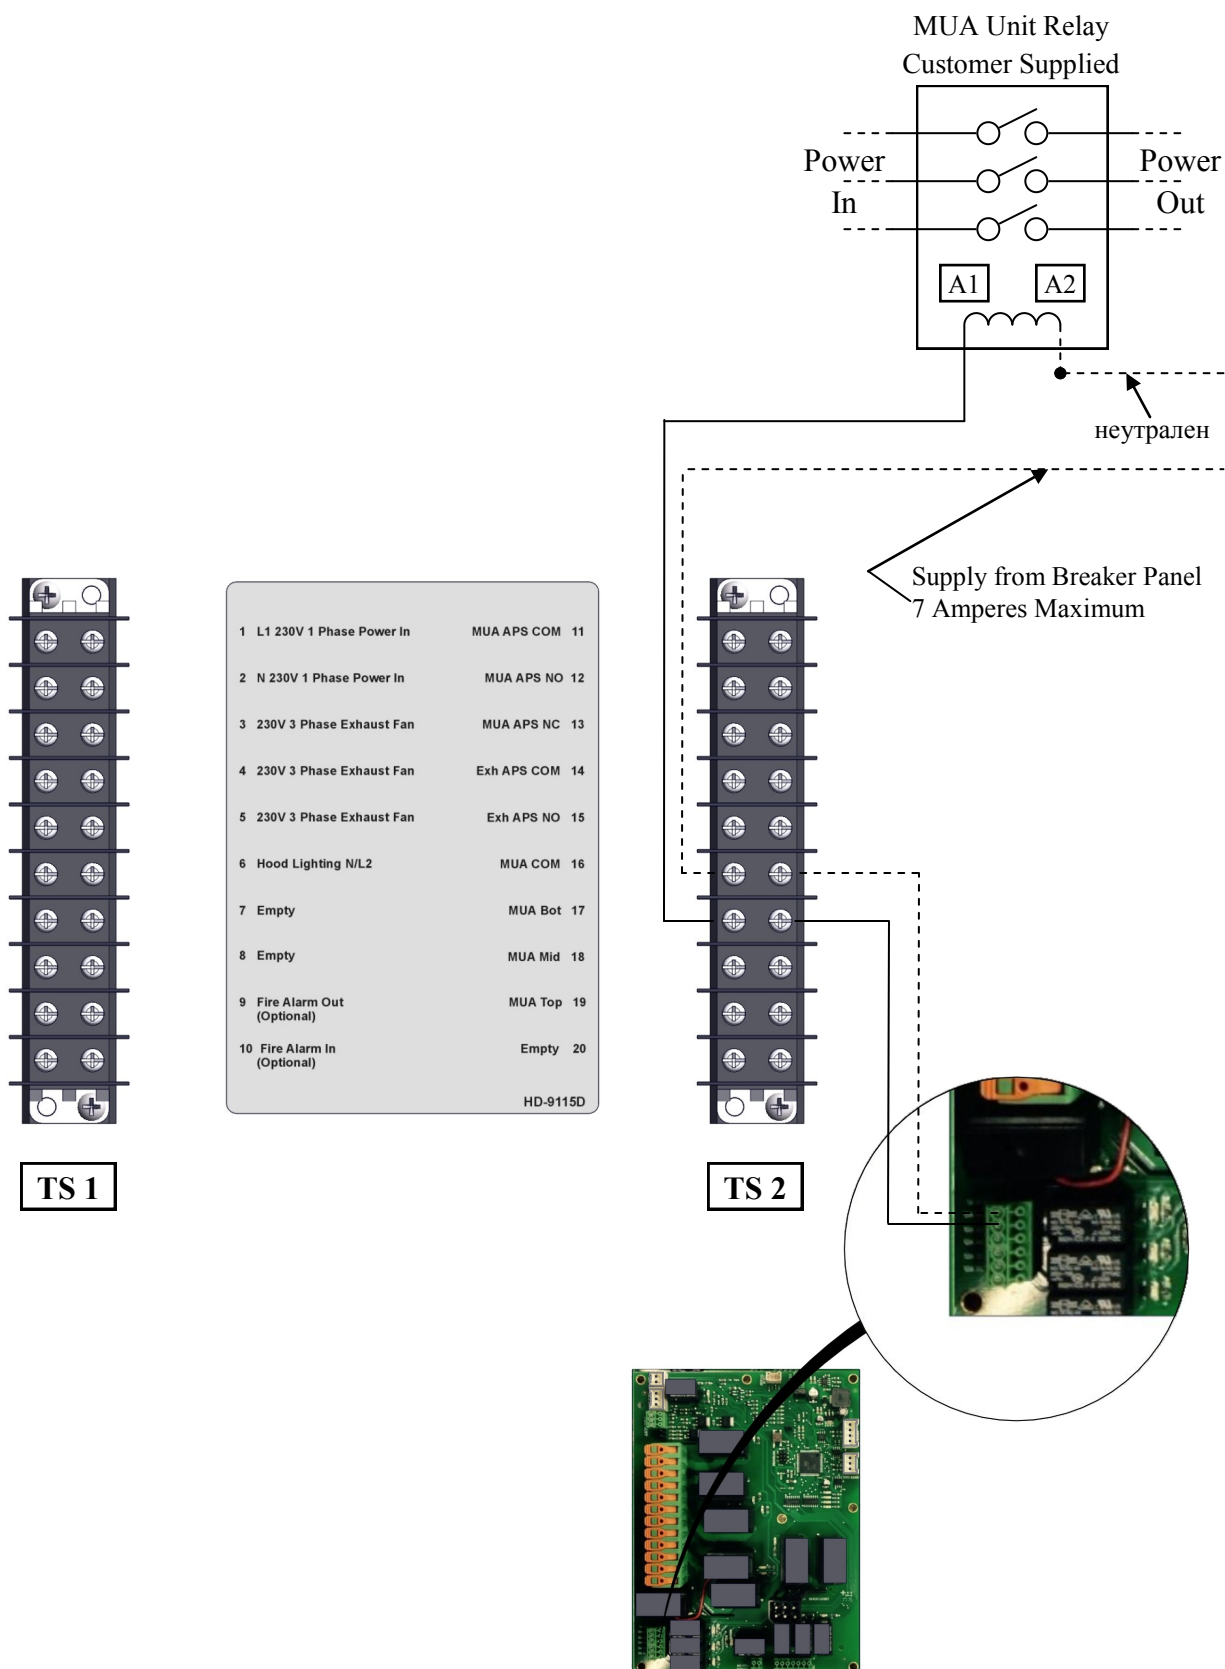 MUA Unit Relay
Customer Supplied
Power
In
Power
Out
A1
A2
неутрален
Supply from Breaker Panel
7 Amperes Maximum
1 L1 230V 1 Phase Power In MUA APS COM 11
2 N 230V 1 Phase Power In MUA APS NO 12
3 230V 3 Phase Exhaust Fan MUA APS NC 13
4 230V 3 Phase Exhaust Fan Exh APS COM 14
5 230V 3 Phase Exhaust Fan Exh APS NO 15
6 Hood Lighting N/L2 MUA COM 16
7 Empty MUA Bot 17
8 Empty MUA Mid 18
9 Fire Alarm Out MUA Top 19
(Optional)
10 Fire Alarm In Empty 20
(Optional)
HD-9115D
TS 1
TS 2